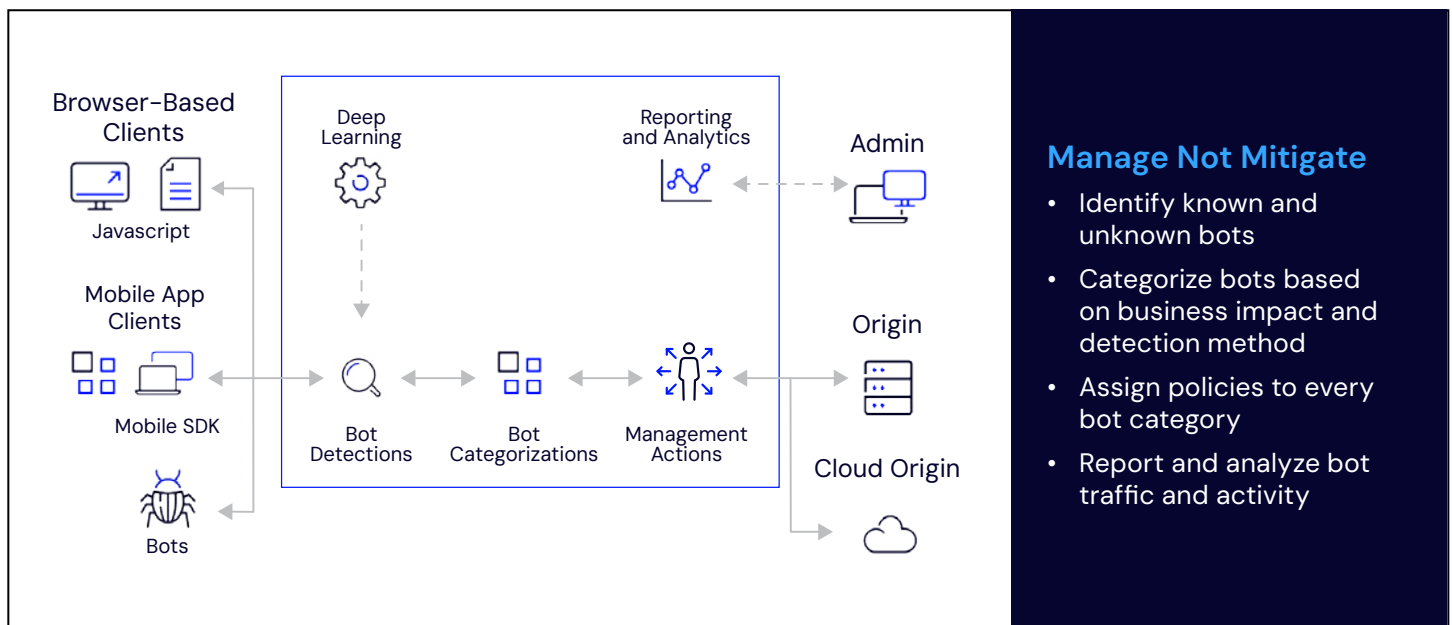 Browser-Based
Clients
Javascript
Mobile App
Clients
Mobile SDK
Bots
Deep
Learning
Reporting
and Analytics
Bot
Detections
Bot
Categorizations
Management
Actions
Admin
Origin
Cloud Origin
Manage Not Mitigate
• Identify known and
unknown bots
• Categorize bots based
on business impact and
detection method
• Assign policies to every
bot category
• Report and analyze bot
traffic and activity